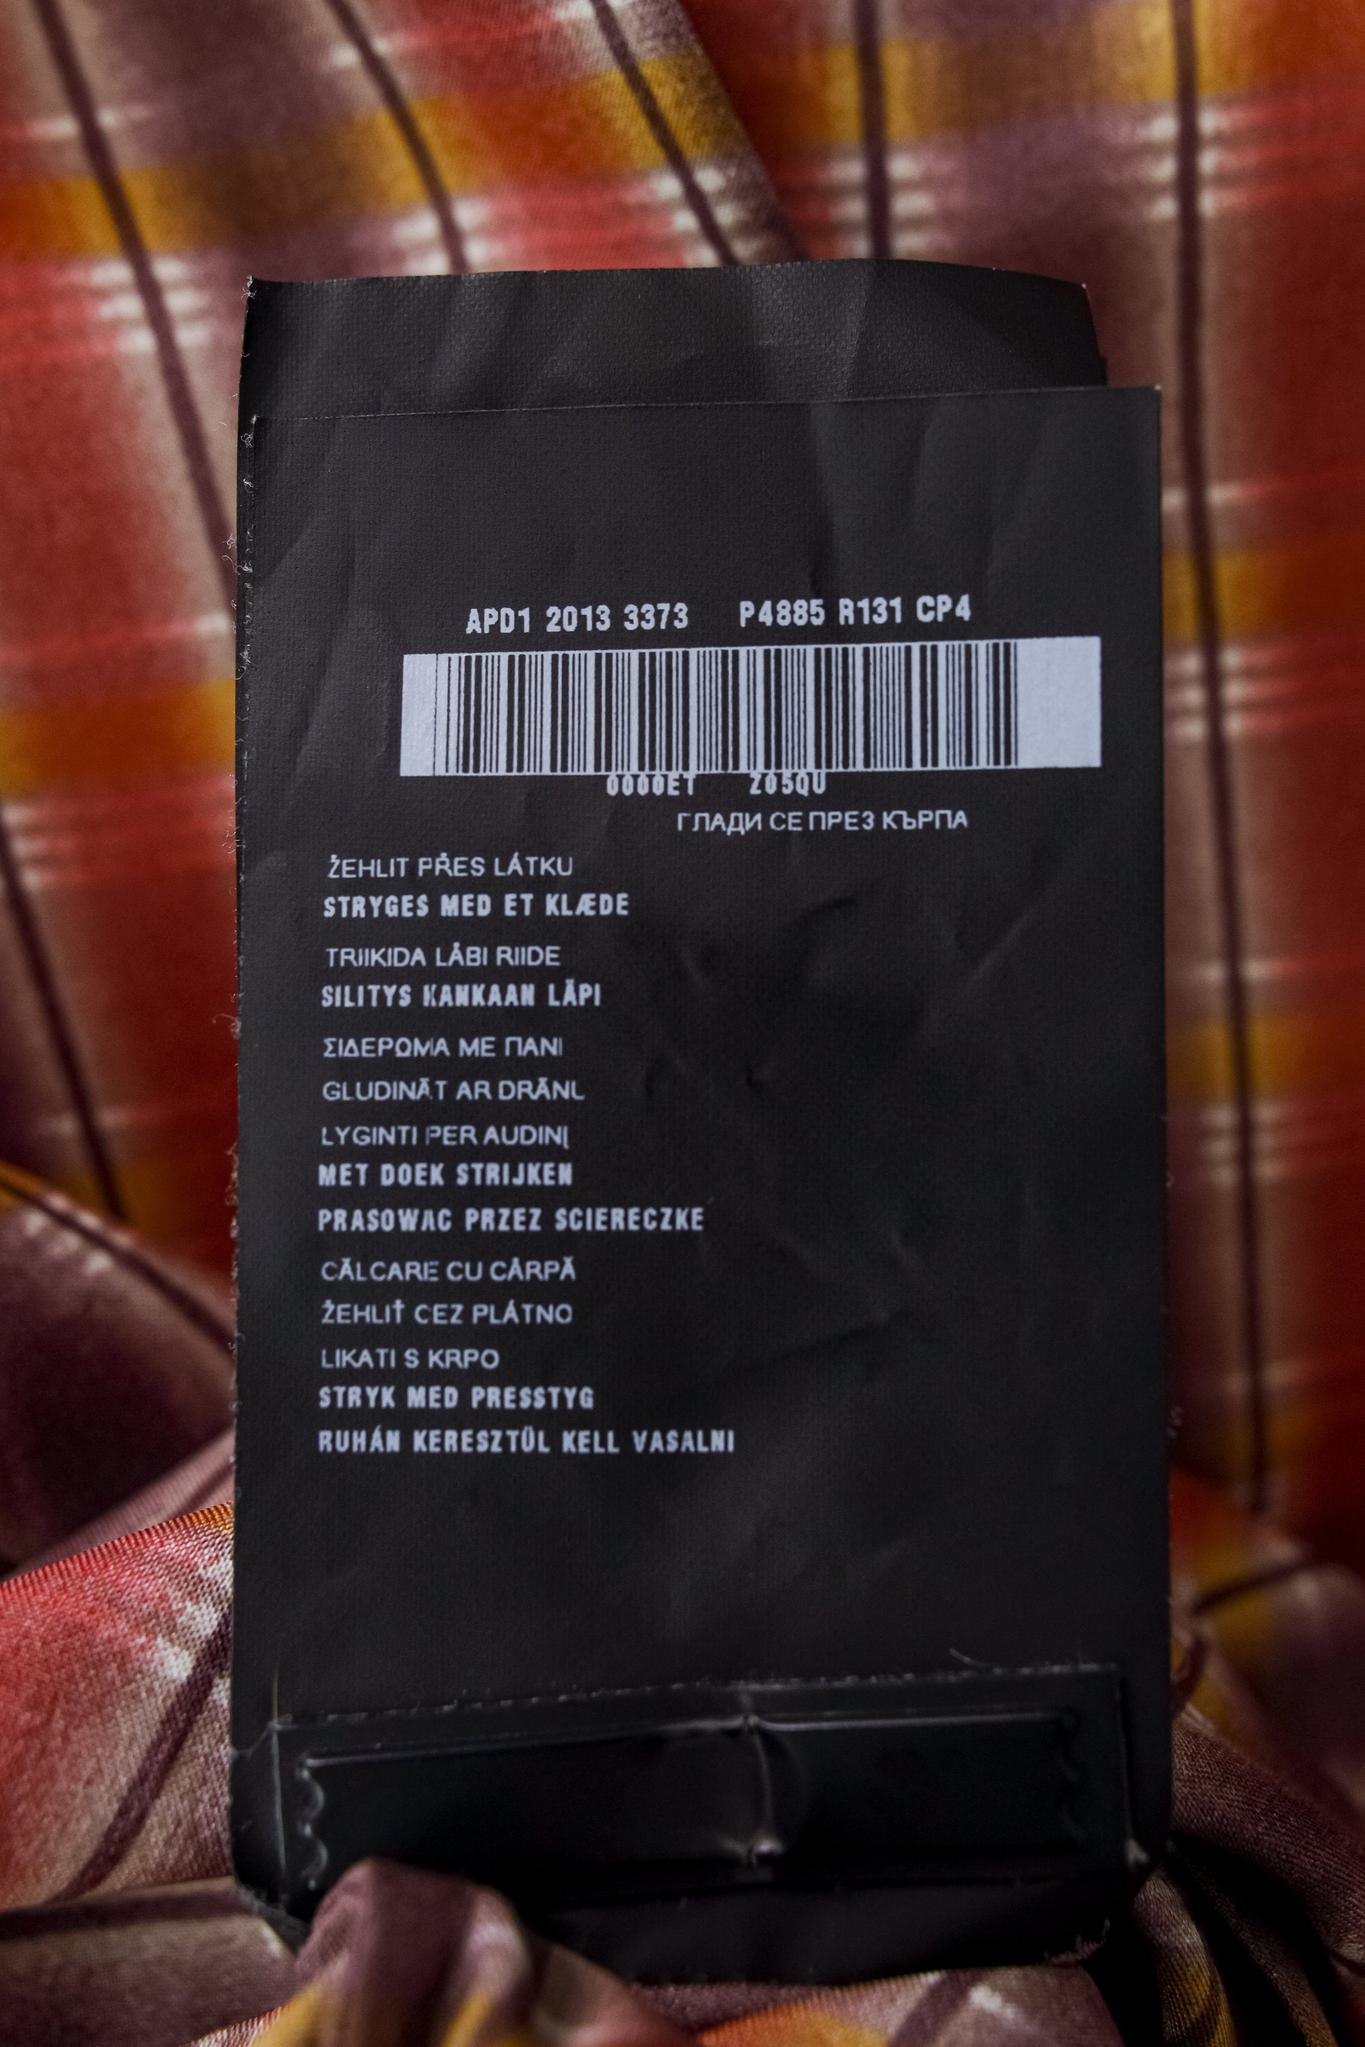 APD1 2013 3373 P4885 R131 CP4
0000ET Z05QU
ГЛАДИ СЕ ПРЕЗ КЪРПА
ŽEHLIT PŘES LÁTKU
STRYGES MED ET KLÆDE
TRIIKIDA LÅBI RIIDE
SILITYS KANKAAN LÄPI
ΣΙΔΕΡΩΜΑ ΜΕ ΠΑΝΙ
GLUDINĀT AR DRĀNU
LYGINTI PER AUDINĮ
MET DOEK STRIJKEN
PRASOWAC PRZEZ SCIERECZKE
CĂLCARE CU CÂRPĂ
ŽEHLIŤ CEZ PLÁTNO
LIKATI S KRPO
STRYK MED PRESSTYG
RUHÁN KERESZTÜL KELL VASALNI